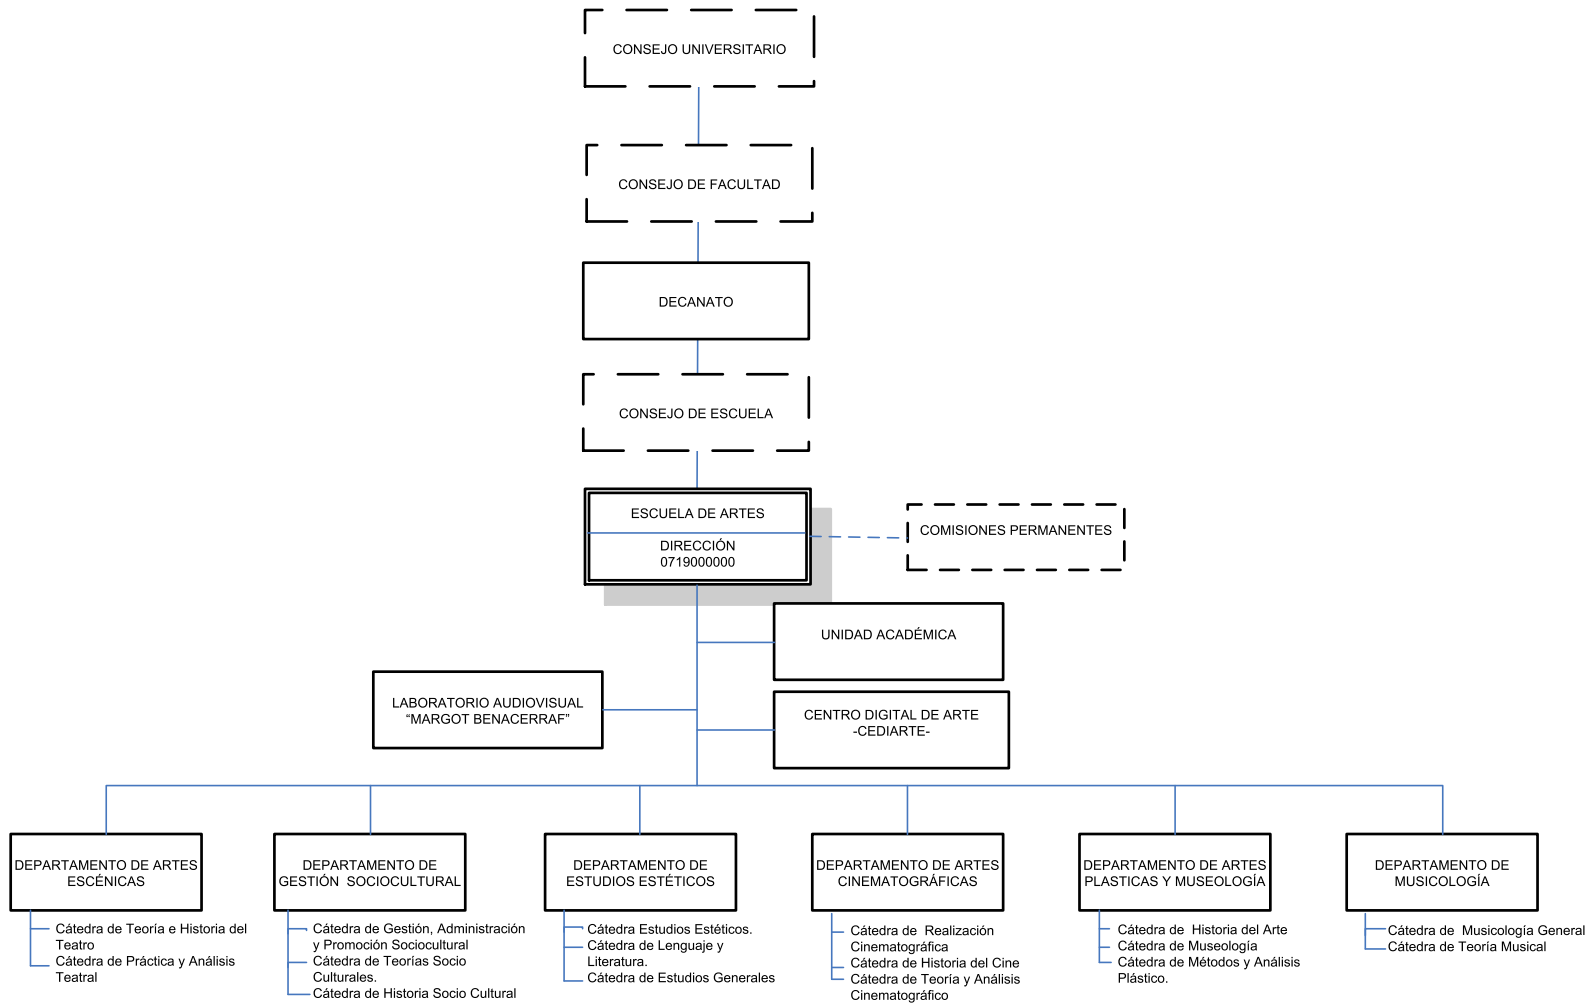 CONSEJO UNIVERSITARIO
CONSEJO DE FACULTAD
DECANATO
CONSEJO DE ESCUELA
ESCUELA DE ARTES
DIRECCIÓN
0719000000
COMISIONES PERMANENTES
UNIDAD ACADÉMICA
LABORATORIO AUDIOVISUAL
“MARGOT BENACERRAF”
CENTRO DIGITAL DE ARTE
-CEDIARTE-
DEPARTAMENTO DE ARTES
ESCÉNICAS
Cátedra de Teoría e Historia del
Teatro
Cátedra de Práctica y Análisis
Teatral
DEPARTAMENTO DE
GESTIÓN SOCIOCULTURAL
Cátedra de Gestión, Administración
y Promoción Sociocultural
Cátedra de Teorías Socio
Culturales.
Cátedra de Historia Socio Cultural
DEPARTAMENTO DE
ESTUDIOS ESTÉTICOS
Cátedra Estudios Estéticos.
Cátedra de Lenguaje y
Literatura.
Cátedra de Estudios Generales
DEPARTAMENTO DE ARTES
CINEMATOGRÁFICAS
Cátedra de Realización
Cinematográfica
Cátedra de Historia del Cine
Cátedra de Teoría y Análisis
Cinematográfico
DEPARTAMENTO DE ARTES
PLASTICAS Y MUSEOLOGÍA
Cátedra de Historia del Arte
Cátedra de Museología
Cátedra de Métodos y Análisis
Plástico.
DEPARTAMENTO DE
MUSICOLOGÍA
Cátedra de Musicología General
Cátedra de Teoría Musical